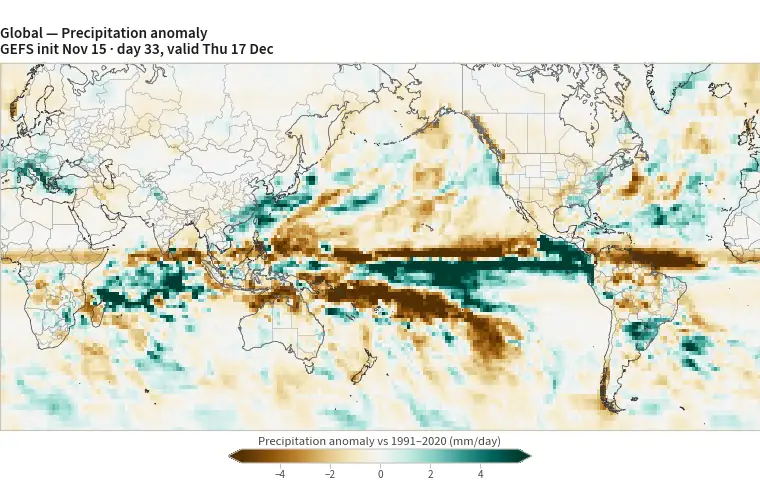 Global — Precipitation anomaly
GEFS init Nov 15 · day 33, valid Thu 17 Dec
Precipitation anomaly vs 1991–2020 (mm/day)
−4 −2 0 2 4